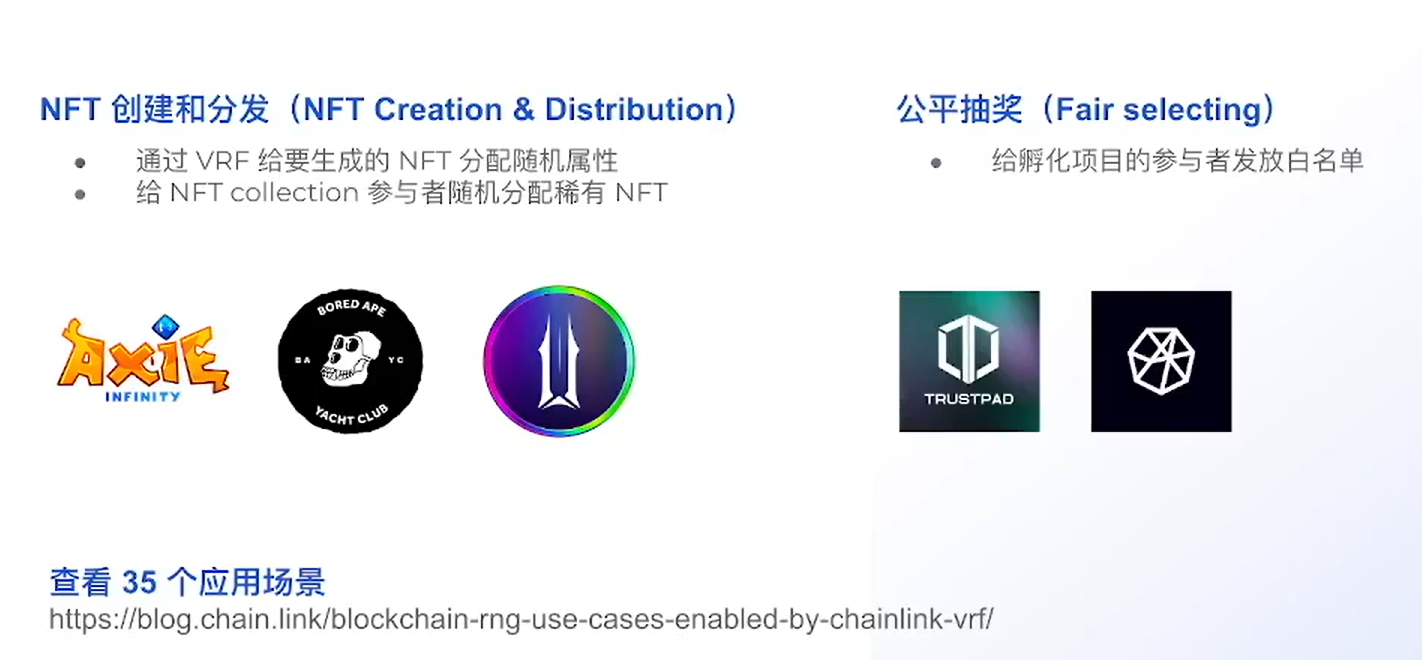 NFT 创建和分发（NFT Creation & Distribution）
• 通过 VRF 给要生成的 NFT 分配随机属性
• 给 NFT collection 参与者随机分配稀有 NFT
公平抽奖（Fair selecting）
• 给孵化项目的参与者发放白名单
AXIE
INFINITY
BORED APE
BA YC
YACHT CLUB
TRUSTPAD
查看 35 个应用场景
https://blog.chain.link/blockchain-rng-use-cases-enabled-by-chainlink-vrf/